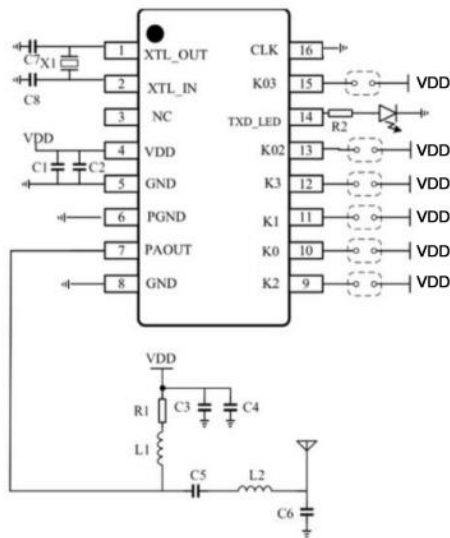 C7
X1
C8
1 XTL_OUT CLK 16
2 XTL_IN K03 15 VDD
3 NC TXD_LED 14 R2
VDD 4 VDD K02 13 VDD
C1 C2
5 GND K3 12 VDD
6 PGND K1 11 VDD
7 PAOUT K0 10 VDD
8 GND K2 9 VDD
VDD
R1 C3 C4
L1
C5 L2
C6